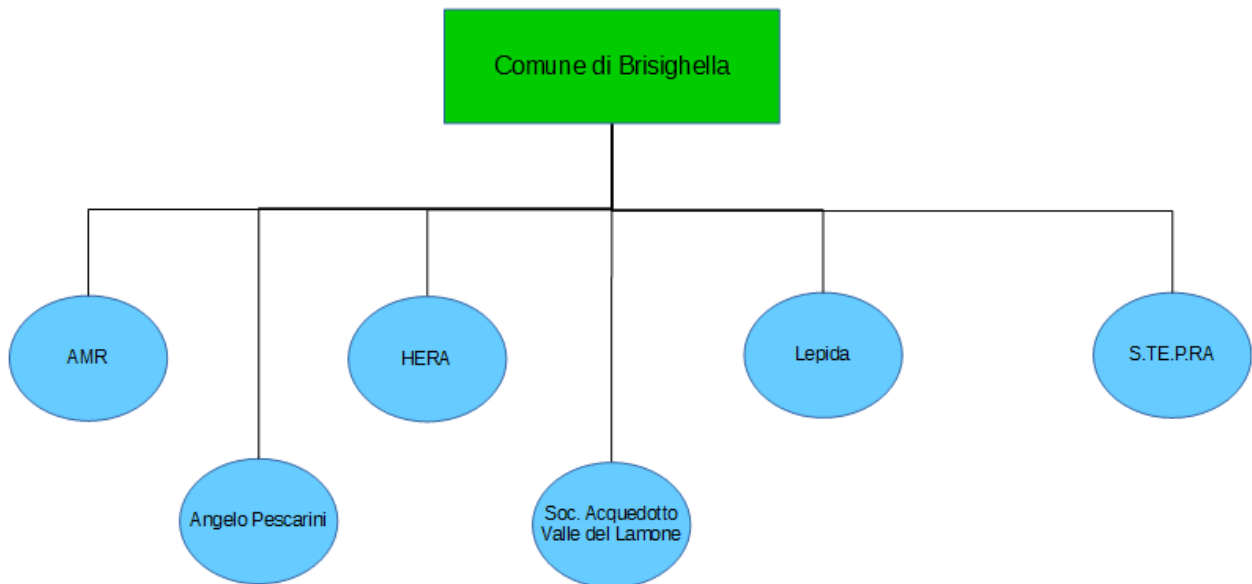 Comune di Brisighella
AMR
HERA
Lepida
S.TE.P.RA
Angelo Pescarini
Soc. Acquedotto
Valle del Lamone